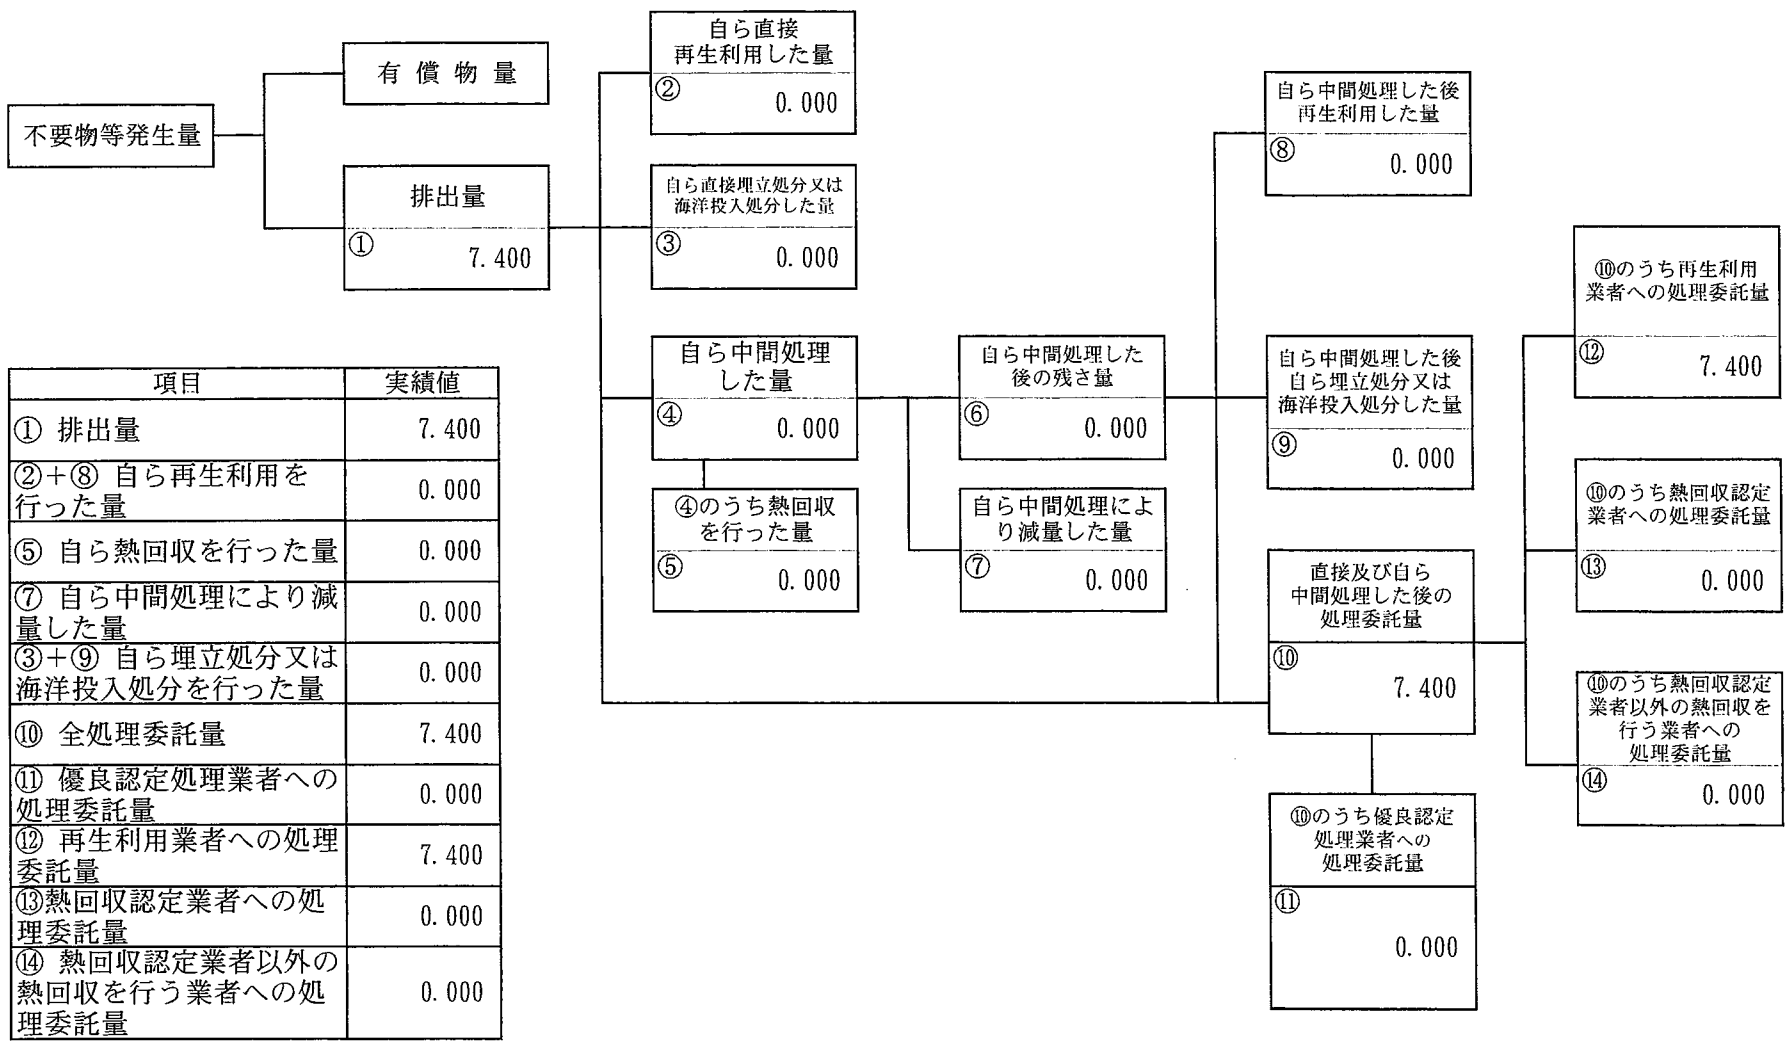 不要物等発生量
有償物量
排出量
①
7.400
自ら直接
再生利用した量
②
0.000
自ら直接埋立処分又は
海洋投入処分した量
③
0.000
自ら中間処理
した量
④
0.000
④のうち熱回収
を行った量
⑤
0.000
自ら中間処理した
後の残さ量
⑥
0.000
自ら中間処理によ
り減量した量
⑦
0.000
自ら中間処理した後
再生利用した量
⑧
0.000
自ら中間処理した後
自ら埋立処分又は
海洋投入処分した量
⑨
0.000
直接及び自ら
中間処理した後の
処理委託量
⑩
7.400
⑩のうち優良認定
処理業者への
処理委託量
⑪
0.000
⑩のうち再生利用
業者への処理委託量
⑫
7.400
⑩のうち熱回収認定
業者への処理委託量
⑬
0.000
⑩のうち熱回収認定
業者以外の熱回収を
行う業者への
処理委託量
⑭
0.000
項目 実績値
① 排出量 7.400
②+⑧ 自ら再生利用を
行った量 0.000
⑤ 自ら熱回収を行った量 0.000
⑦ 自ら中間処理により減
量した量 0.000
③+⑨ 自ら埋立処分又は
海洋投入処分を行った量 0.000
⑩ 全処理委託量 7.400
⑪ 優良認定処理業者への
処理委託量 0.000
⑫ 再生利用業者への処理
委託量 7.400
⑬熱回収認定業者への処
理委託量 0.000
⑭ 熱回収認定業者以外の
熱回収を行う業者への処
理委託量 0.000